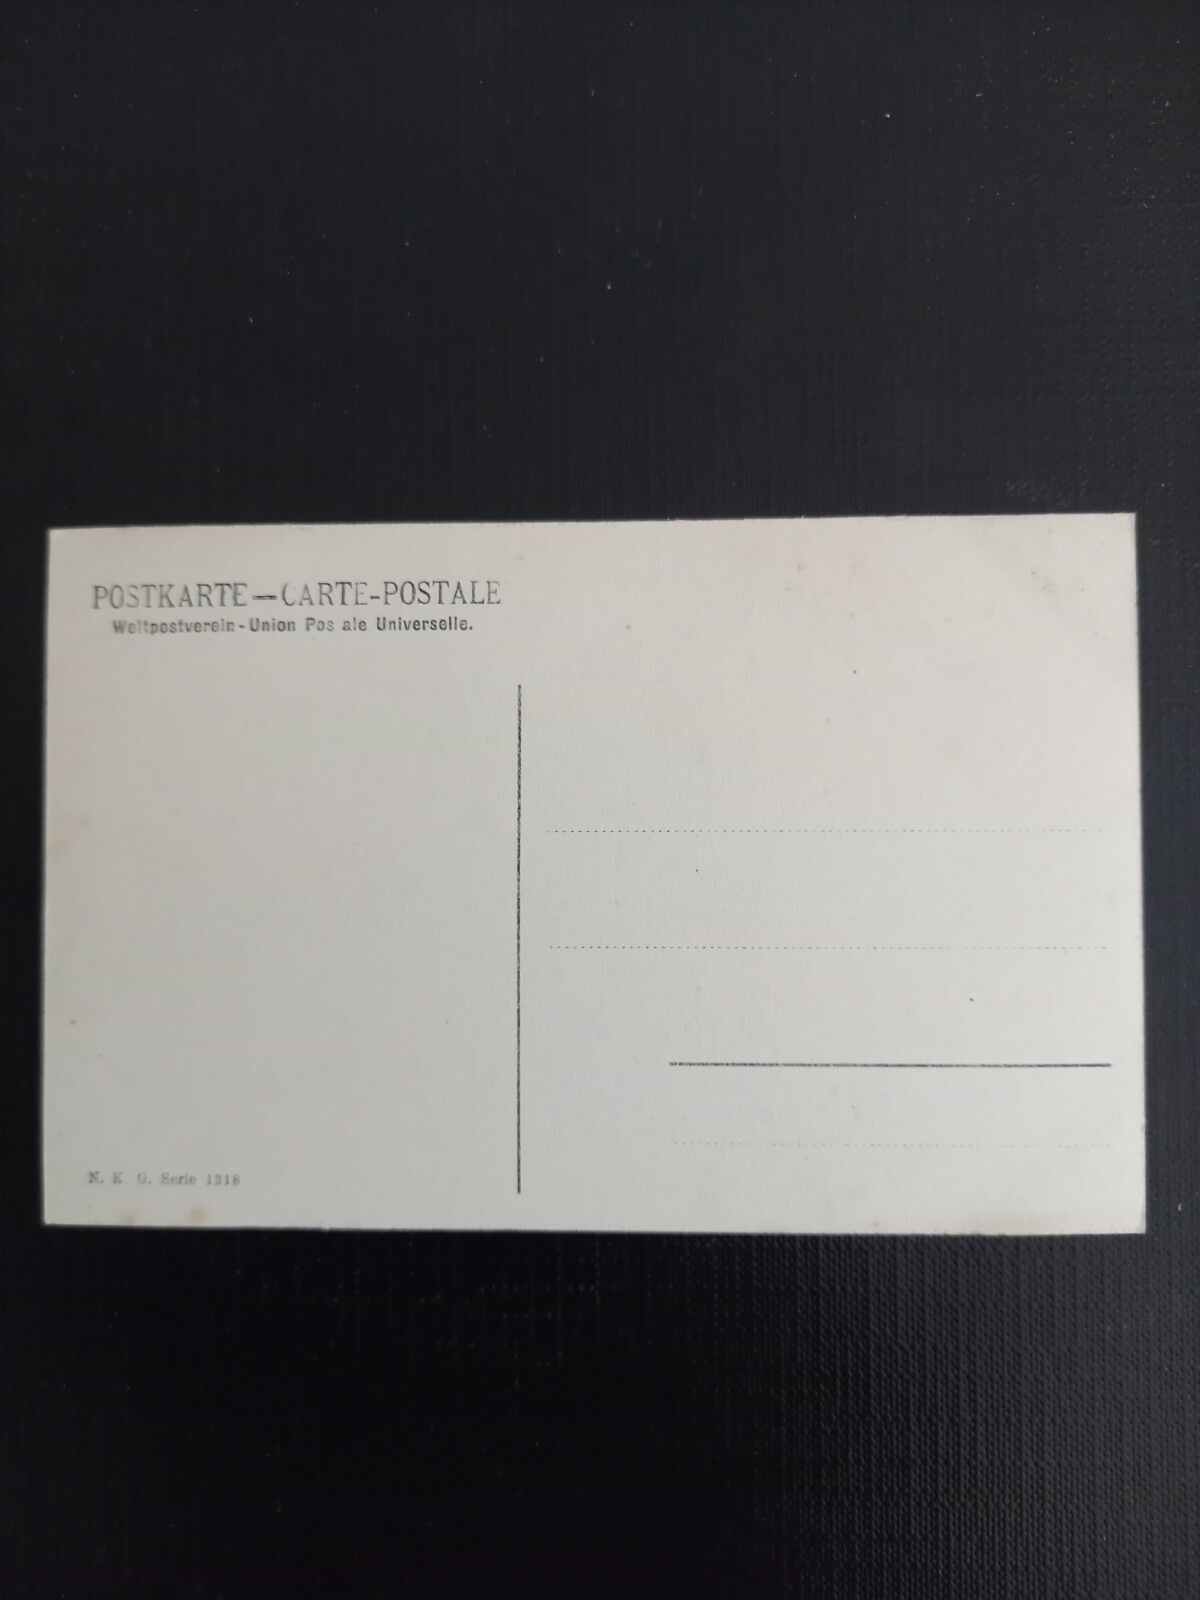 POSTKARTE—CARTE-POSTALE
Weltpostverein-Union Pos ale Universelle.
N. K G. Serie 1318